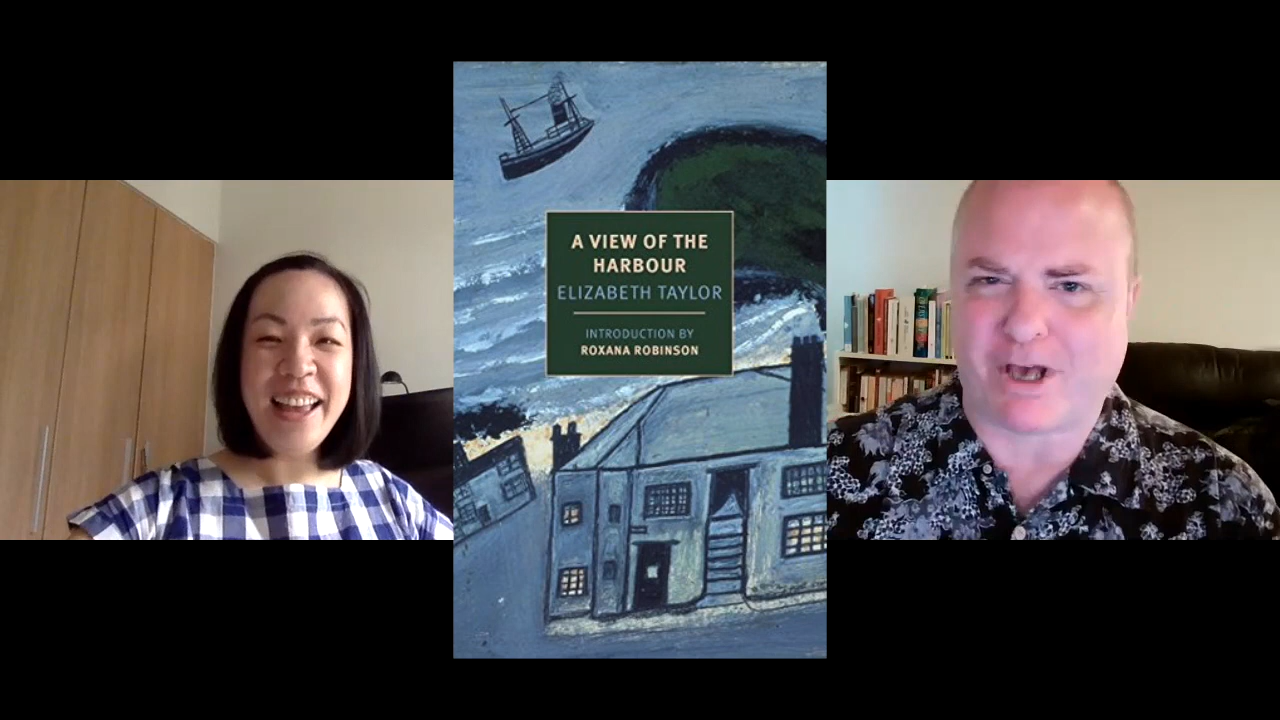 A VIEW OF THE
HARBOUR
ELIZABETH TAYLOR
INTRODUCTION BY
ROXANA ROBINSON